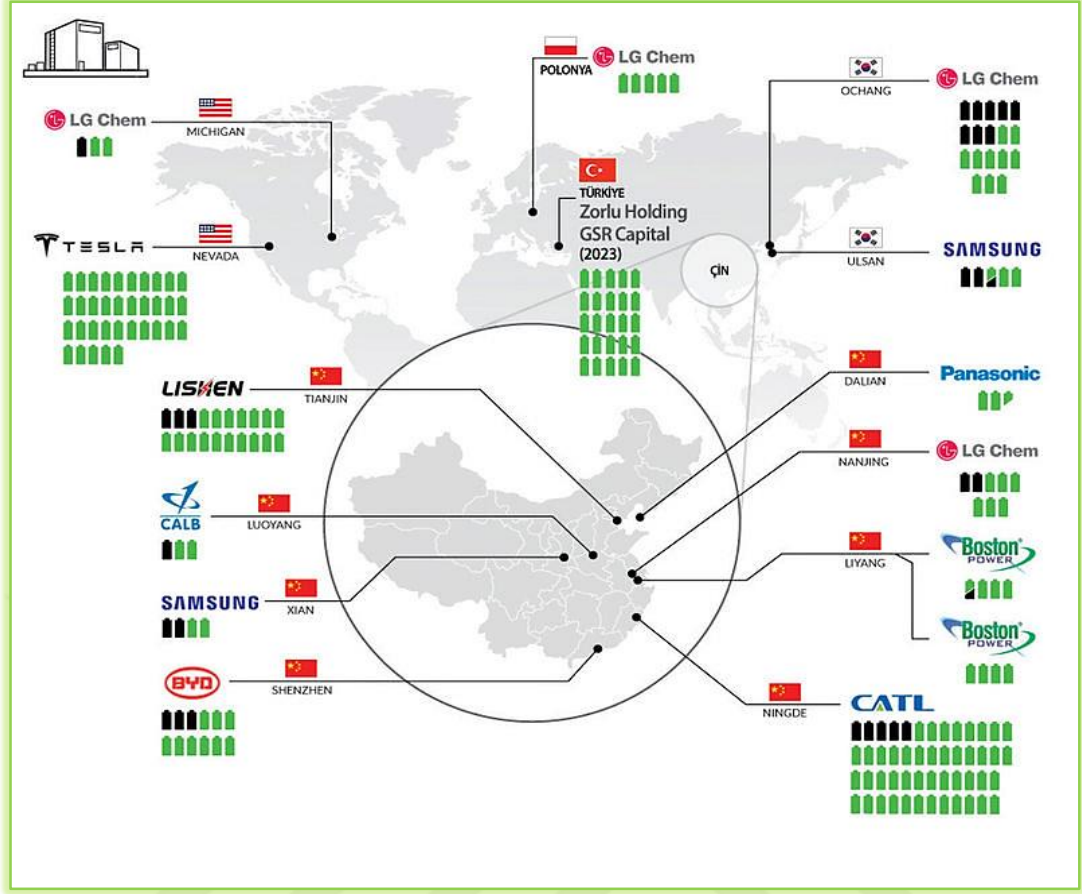 LG Chem
MICHIGAN
POLONYA
LG Chem
OCHANG
LG Chem
TESLA
NEVADA
TÜRKİYE
Zorlu Holding
GSR Capital
(2023)
ÇİN
ULSAN
SAMSUNG
LISHEN
TIANJIN
DALIAN
Panasonic
NANJING
LG Chem
CALB
LUOYANG
LIYANG
Boston
POWER
SAMSUNG
XIAN
Boston
POWER
BYD
SHENZHEN
NINGDE
CATL